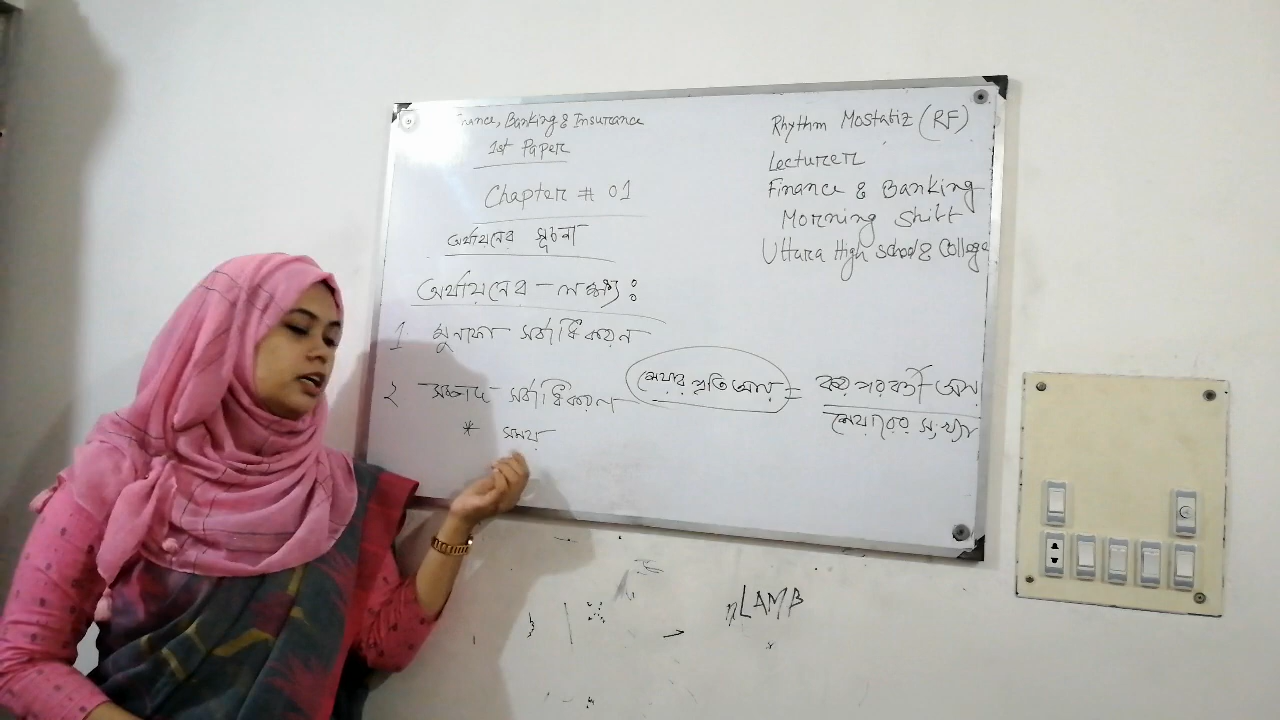 Finance, Banking & Insurance
1st Paper
Chapter # 01
অর্থায়নের সূচনা
অর্থায়নের লক্ষ্য :
1. মুনাফা সর্বাধিকরণ
২ সম্পদ সর্বাধিকরণ
* সময়
শেয়ার প্রতি আয় = কর পরবর্তী আয়
শেয়ারের সংখ্যা
Rhythm Mostafiz (RF)
Lecturer
Finance & Banking
Morning Shift
Uttara High School & College
LAMB